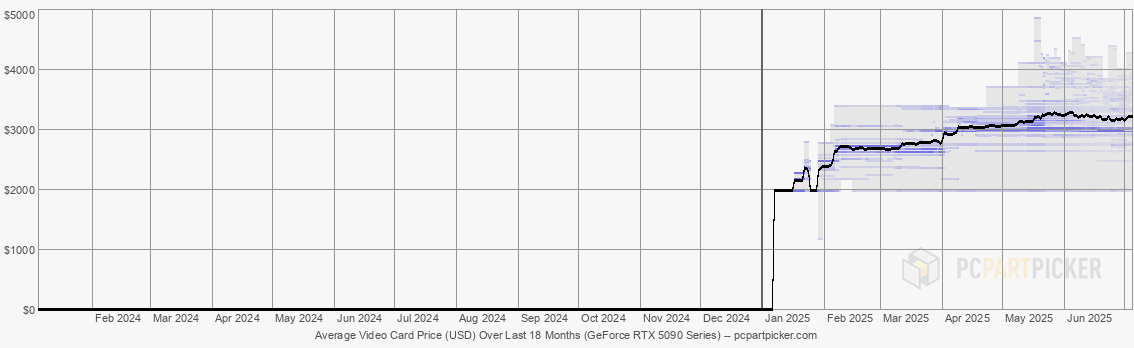 $5000
$4000
$3000
$2000
$1000
$0
PCPARTPICKER
Feb 2024 Mar 2024 Apr 2024 May 2024 Jun 2024 Jul 2024 Aug 2024 Sep 2024 Oct 2024 Nov 2024 Dec 2024 Jan 2025 Feb 2025 Mar 2025 Apr 2025 May 2025 Jun 2025
Average Video Card Price (USD) Over Last 18 Months (GeForce RTX 5090 Series) -- pcpartpicker.com